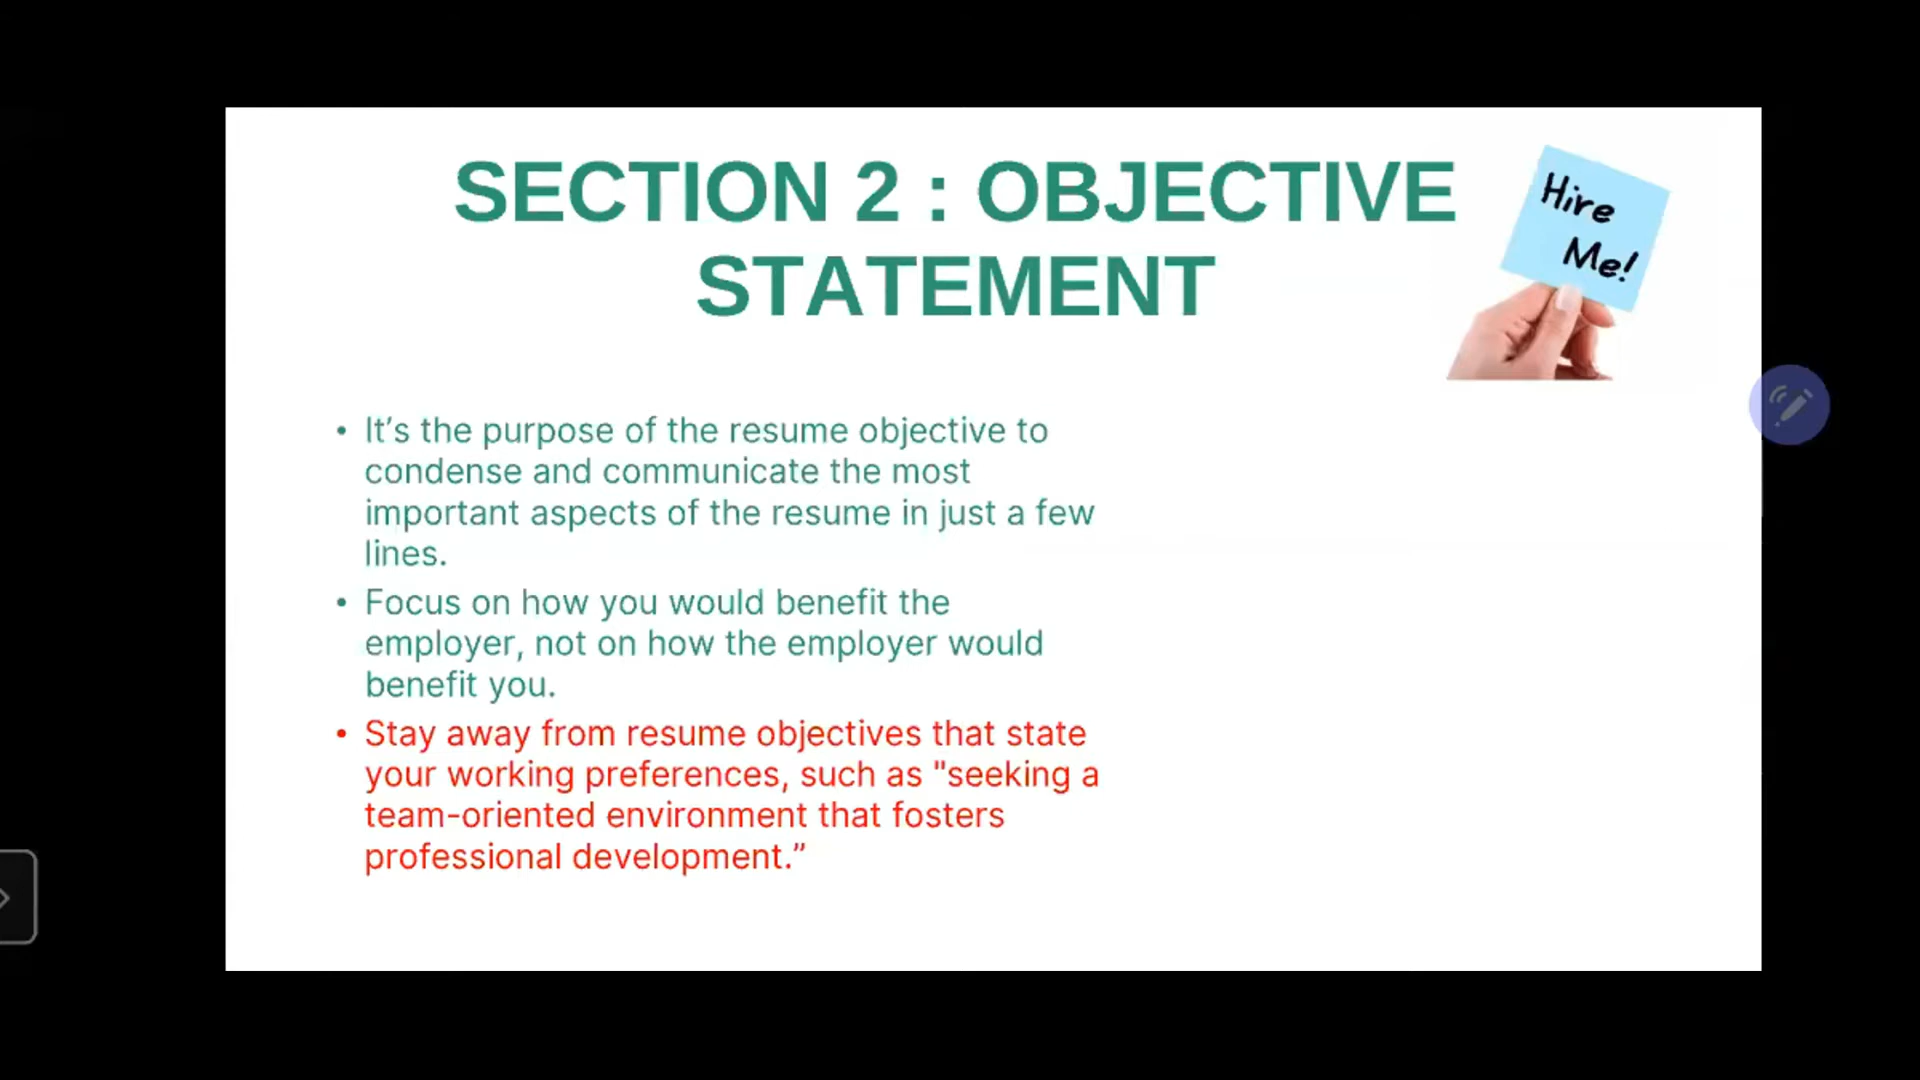 SECTION 2 : OBJECTIVE
STATEMENT
Hire
Me!
• It’s the purpose of the resume objective to
condense and communicate the most
important aspects of the resume in just a few
lines.
• Focus on how you would benefit the
employer, not on how the employer would
benefit you.
• Stay away from resume objectives that state
your working preferences, such as "seeking a
team-oriented environment that fosters
professional development.”